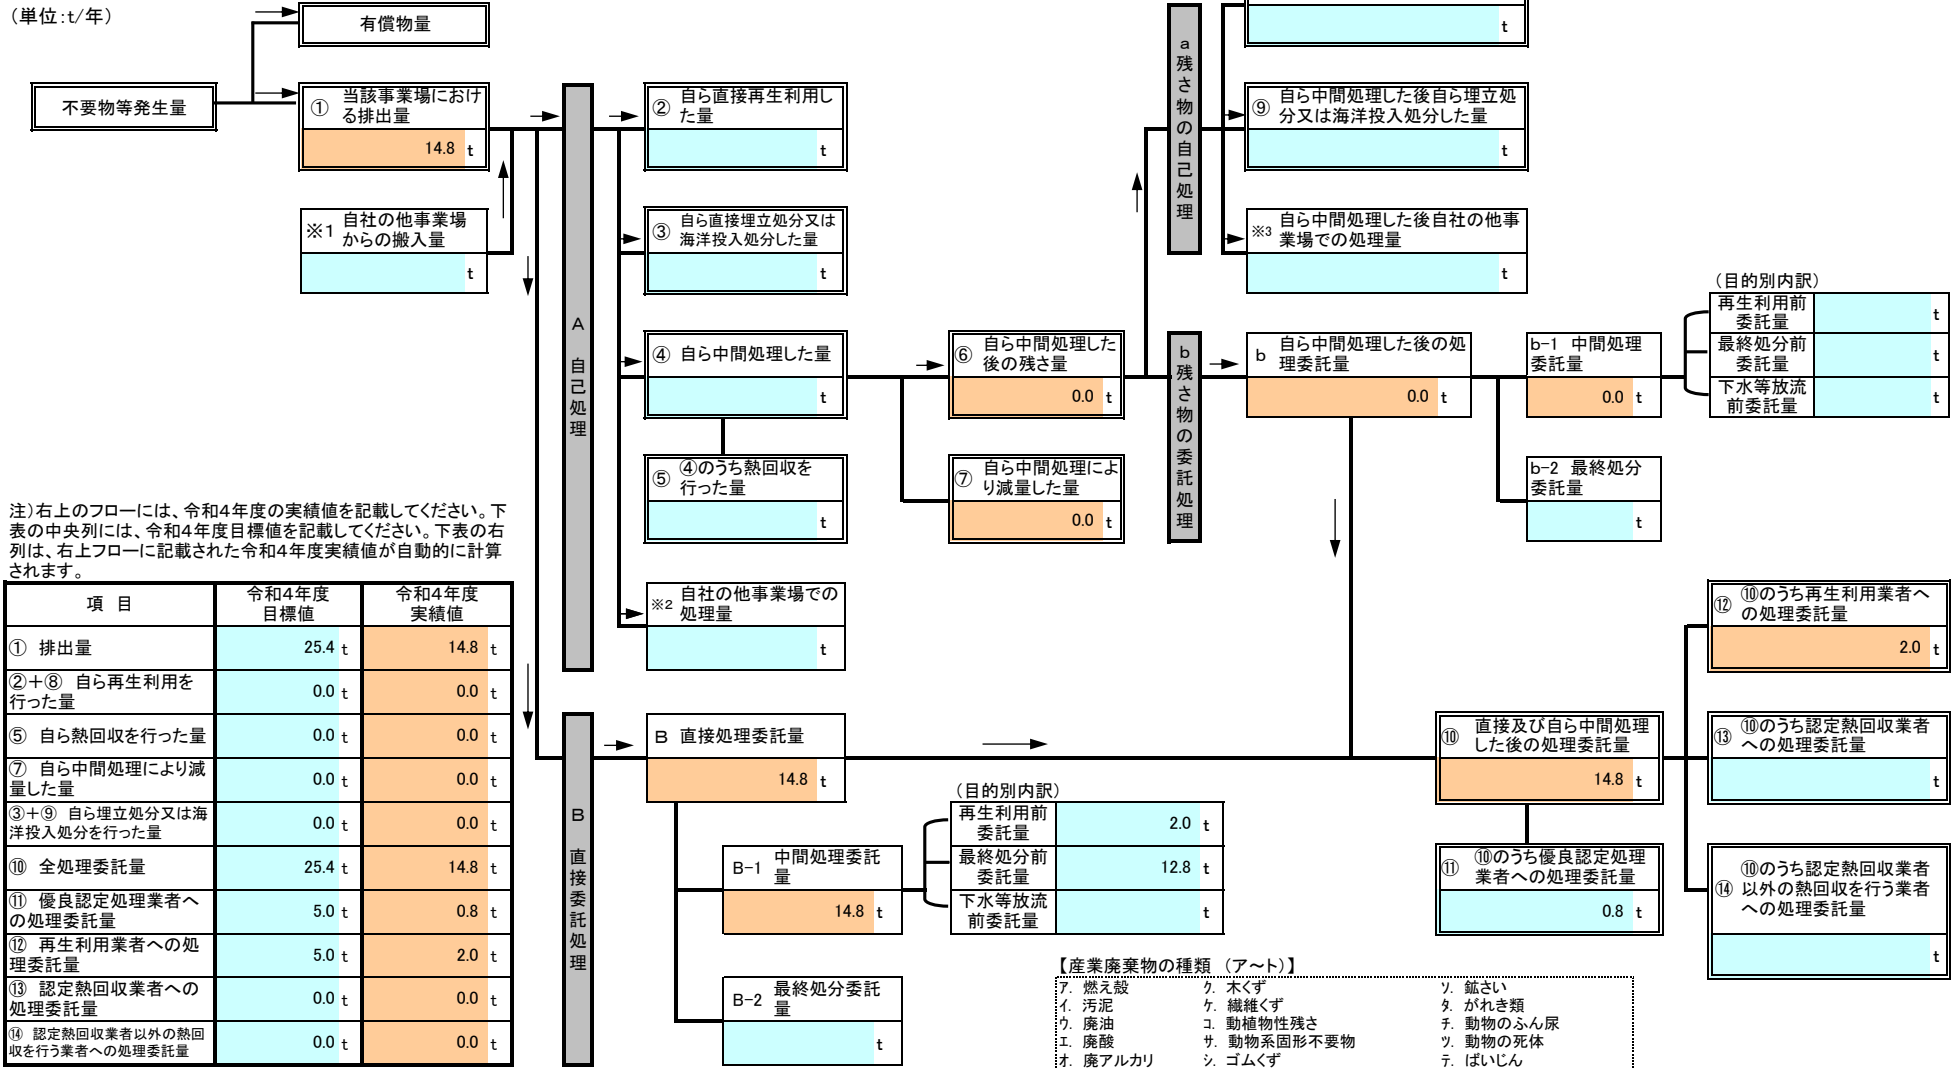 （単位：t/年）
有償物量
不要物等発生量
① 当該事業場におけ
る排出量
14.8 t
※1 自社の他事業場
からの搬入量
t
A 自己処理
② 自ら直接再生利用し
た量
t
③ 自ら直接埋立処分又は
海洋投入処分した量
t
④ 自ら中間処理した量
t
⑤ ④のうち熱回収を
行った量
t
※2 自社の他事業場での
処理量
t
⑥ 自ら中間処理した
後の残さ量
0.0 t
⑦ 自ら中間処理によ
り減量した量
0.0 t
a残さ物の自己処理
t
⑨ 自ら中間処理した後自ら埋立処
分又は海洋投入処分した量
t
※3 自ら中間処理した後自社の他事
業場での処理量
t
b残さ物の委託処理
b 自ら中間処理した後の処
理委託量
0.0 t
b-1 中間処理
委託量
0.0 t
b-2 最終処分
委託量
t
（目的別内訳）
再生利用前
委託量 t
最終処分前
委託量 t
下水等放流
前委託量 t
注）右上のフローには、令和4年度の実績値を記載してください。下
表の中央列には、令和4年度目標値を記載してください。下表の右
列は、右上フローに記載された令和4年度実績値が自動的に計算
されます。
項 目 令和4年度
目標値 令和4年度
実績値
① 排出量 25.4 t 14.8 t
②＋⑧ 自ら再生利用を
行った量 0.0 t 0.0 t
⑤ 自ら熱回収を行った量 0.0 t 0.0 t
⑦ 自ら中間処理により減
量した量 0.0 t 0.0 t
③＋⑨ 自ら埋立処分又は海
洋投入処分を行った量 0.0 t 0.0 t
⑩ 全処理委託量 25.4 t 14.8 t
⑪ 優良認定処理業者へ
の処理委託量 5.0 t 0.8 t
⑫ 再生利用業者への処
理委託量 5.0 t 2.0 t
⑬ 認定熱回収業者への
処理委託量 0.0 t 0.0 t
⑭ 認定熱回収業者以外の熱回
収を行う業者への処理委託量 0.0 t 0.0 t
B 直接委託処理
B 直接処理委託量
14.8 t
B-1 中間処理委託
量
14.8 t
B-2 最終処分委託
量
t
（目的別内訳）
再生利用前
委託量 2.0 t
最終処分前
委託量 12.8 t
下水等放流
前委託量 t
⑩ 直接及び自ら中間処理
した後の処理委託量
14.8 t
⑪ ⑩のうち優良認定処理
業者への処理委託量
0.8 t
⑫ ⑩のうち再生利用業者へ
の処理委託量
2.0 t
⑬ ⑩のうち認定熱回収業者
への処理委託量
t
⑭ ⑩のうち認定熱回収業者
以外の熱回収を行う業者
への処理委託量
t
【産業廃棄物の種類 （ア～ト）】
ア. 燃え殻 ク. 木くず ソ. 鉱さい
イ. 汚泥 ケ. 繊維くず タ. がれき類
ウ. 廃油 コ. 動植物性残さ チ. 動物のふん尿
エ. 廃酸 サ. 動物系固形不要物 ツ. 動物の死体
オ. 廃アルカリ シ. ゴムくず テ. ばいじん